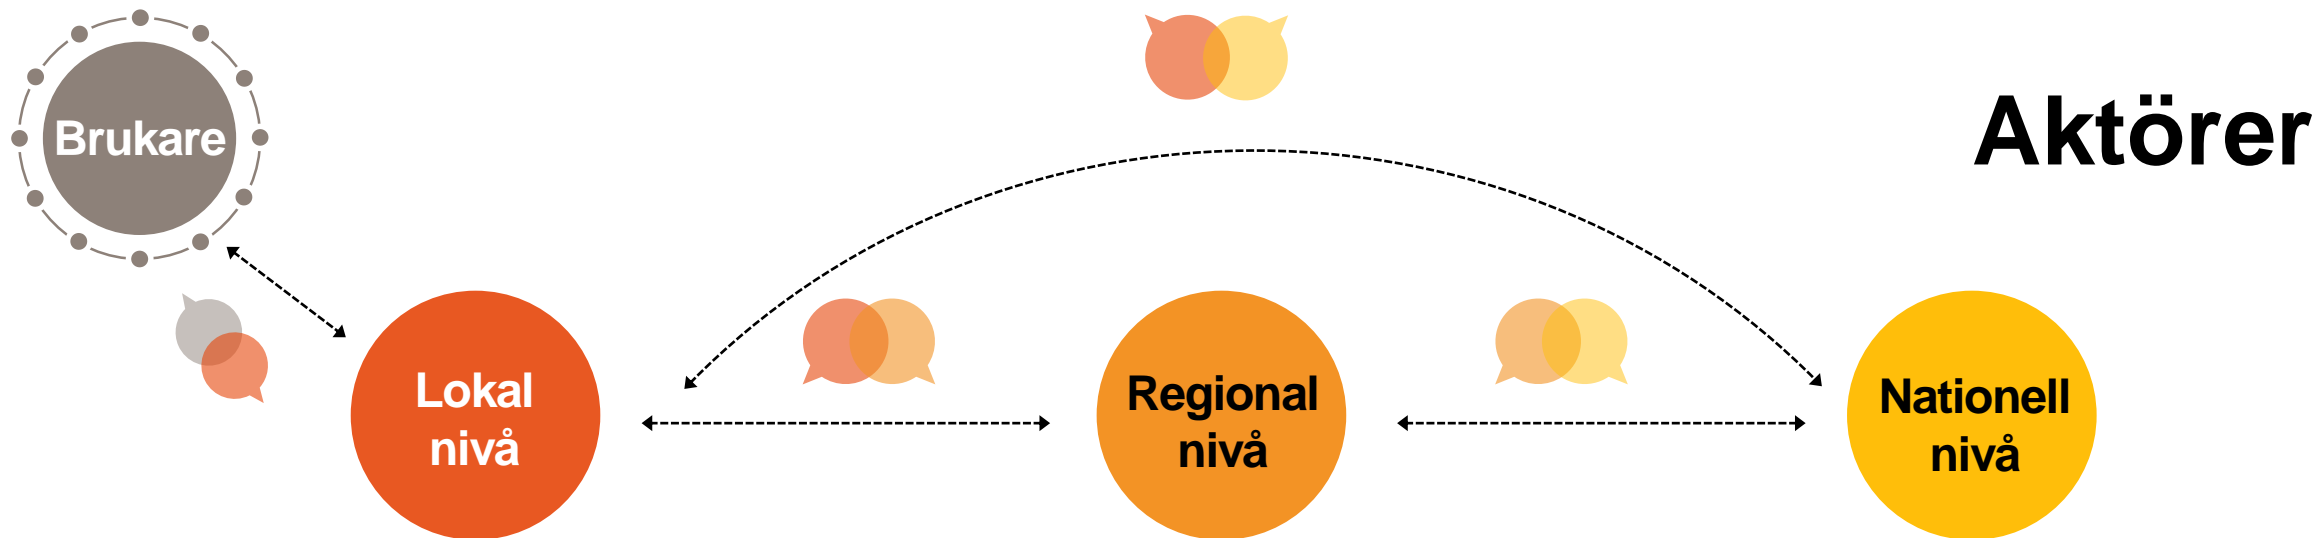 Brukare
Aktörer
Lokal
nivå
Regional
nivå
Nationell
nivå